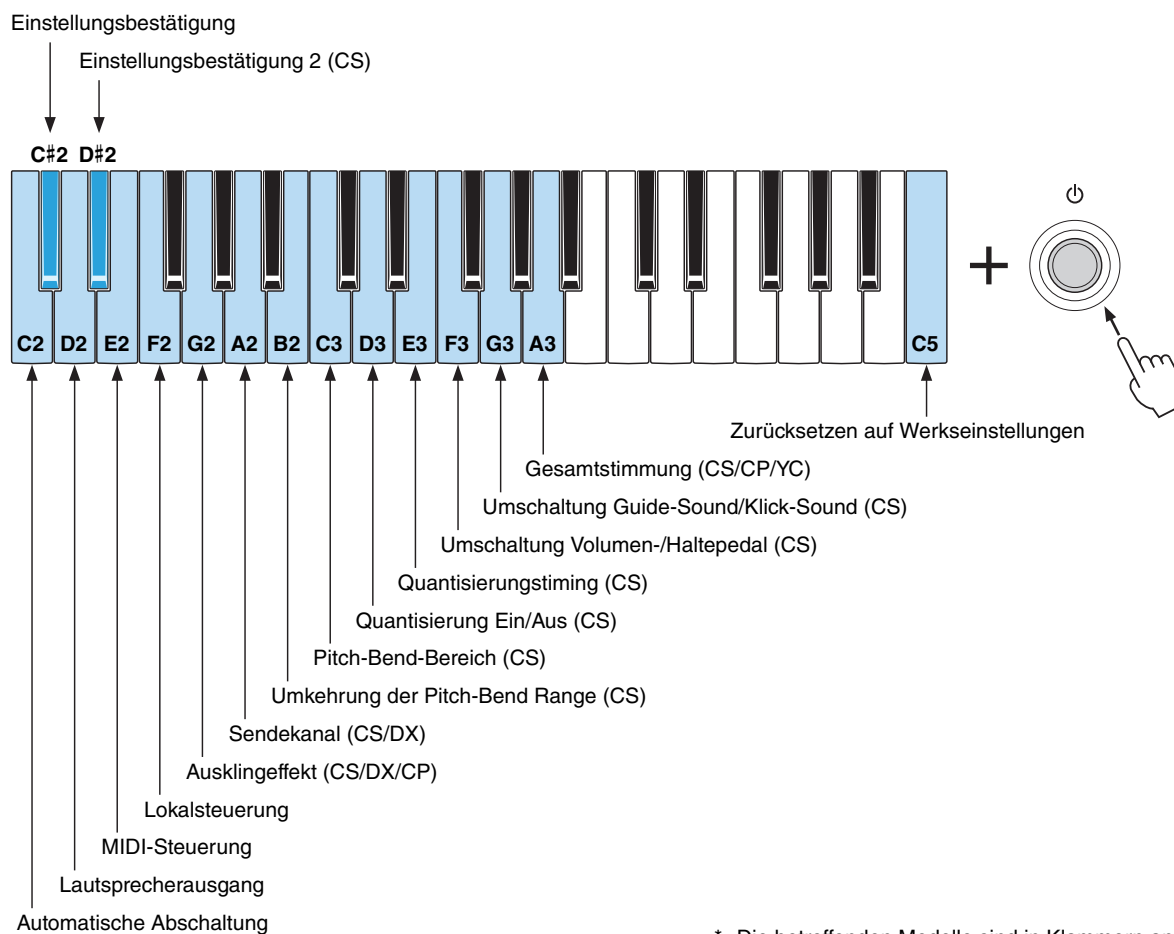 Einstellungsbestätigung
Einstellungsbestätigung 2 (CS)
C#2 D#2
C2 D2 E2 F2 G2 A2 B2 C3 D3 E3 F3 G3 A3 C5
Zurücksetzen auf Werkseinstellungen
Gesamtstimmung (CS/CP/YC)
Umschaltung Guide-Sound/Klick-Sound (CS)
Umschaltung Volumen-/Haltepedal (CS)
Quantisierungstiming (CS)
Quantisierung Ein/Aus (CS)
Pitch-Bend-Bereich (CS)
Umkehrung der Pitch-Bend Range (CS)
Sendekanal (CS/DX)
Ausklingeffekt (CS/DX/CP)
Lokalsteuerung
MIDI-Steuerung
Lautsprecherausgang
Automatische Abschaltung